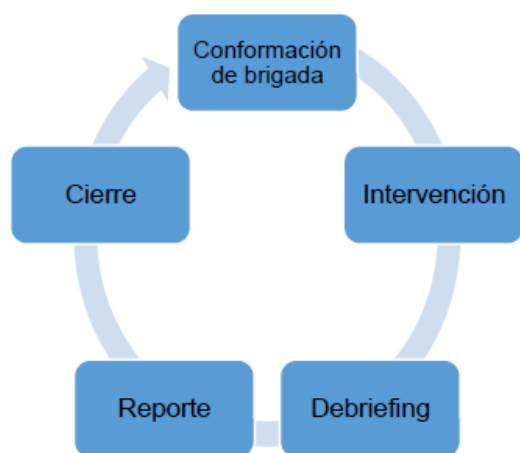 Conformación
de brigada
Intervención
Debriefing
Reporte
Cierre